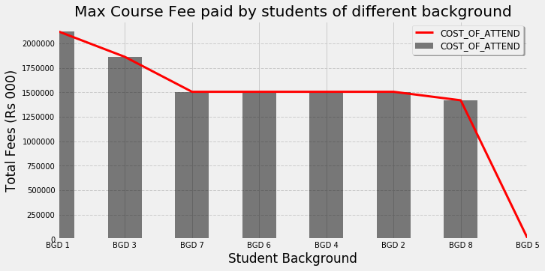 Max Course Fee paid by students of different background
COST_OF_ATTEND
COST_OF_ATTEND
Total Fees (Rs 000)
2000000
1750000
1500000
1250000
1000000
750000
500000
250000
0
BGD 1 BGD 3 BGD 7 BGD 6 BGD 4 BGD 2 BGD 8 BGD 5
Student Background